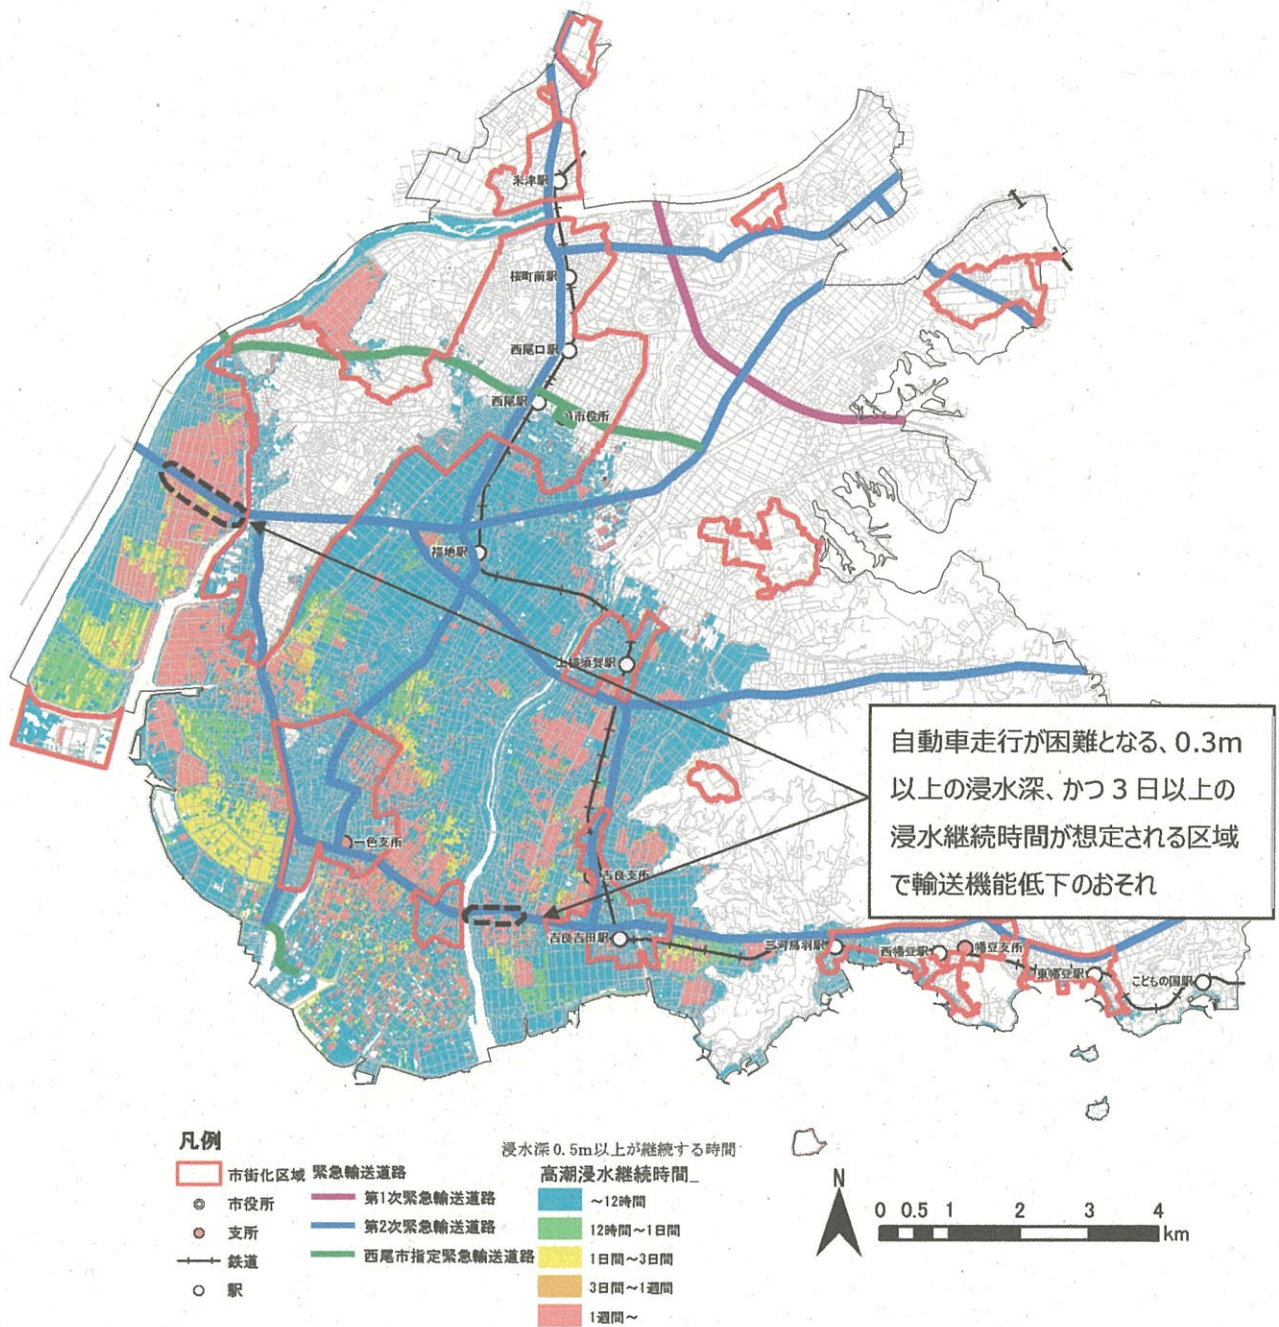 米津駅
桜町前駅
西尾口駅
西尾駅
市役所
福地駅
上横須賀駅
自動車走行が困難となる、0.3m
以上の浸水深、かつ3日以上の
浸水継続時間が想定される区域
で輸送機能低下のおそれ
一色支所
吉良支所
吉良吉田駅
三河鳥羽駅
西幡豆駅
幡豆支所
東幡豆駅
こどもの国駅
凡例
市街化区域
市役所
支所
鉄道
駅
緊急輸送道路
第1次緊急輸送道路
第2次緊急輸送道路
西尾市指定緊急輸送道路
浸水深0.5m以上が継続する時間
高潮浸水継続時間_
～12時間
12時間～1日間
1日間～3日間
3日間～1週間
1週間～
N
0 0.5 1 2 3 4
km